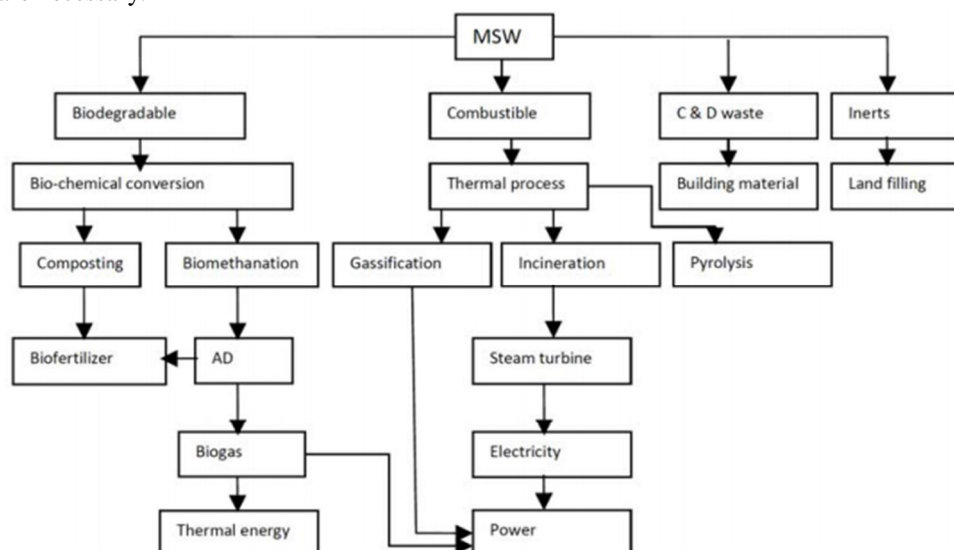 MSW
Biodegradable
Combustible
C & D waste
Inerts
Bio-chemical conversion
Thermal process
Building material
Land filling
Composting
Biomethanation
Gassification
Incineration
Pyrolysis
Biofertilizer
AD
Steam turbine
Biogas
Electricity
Thermal energy
Power